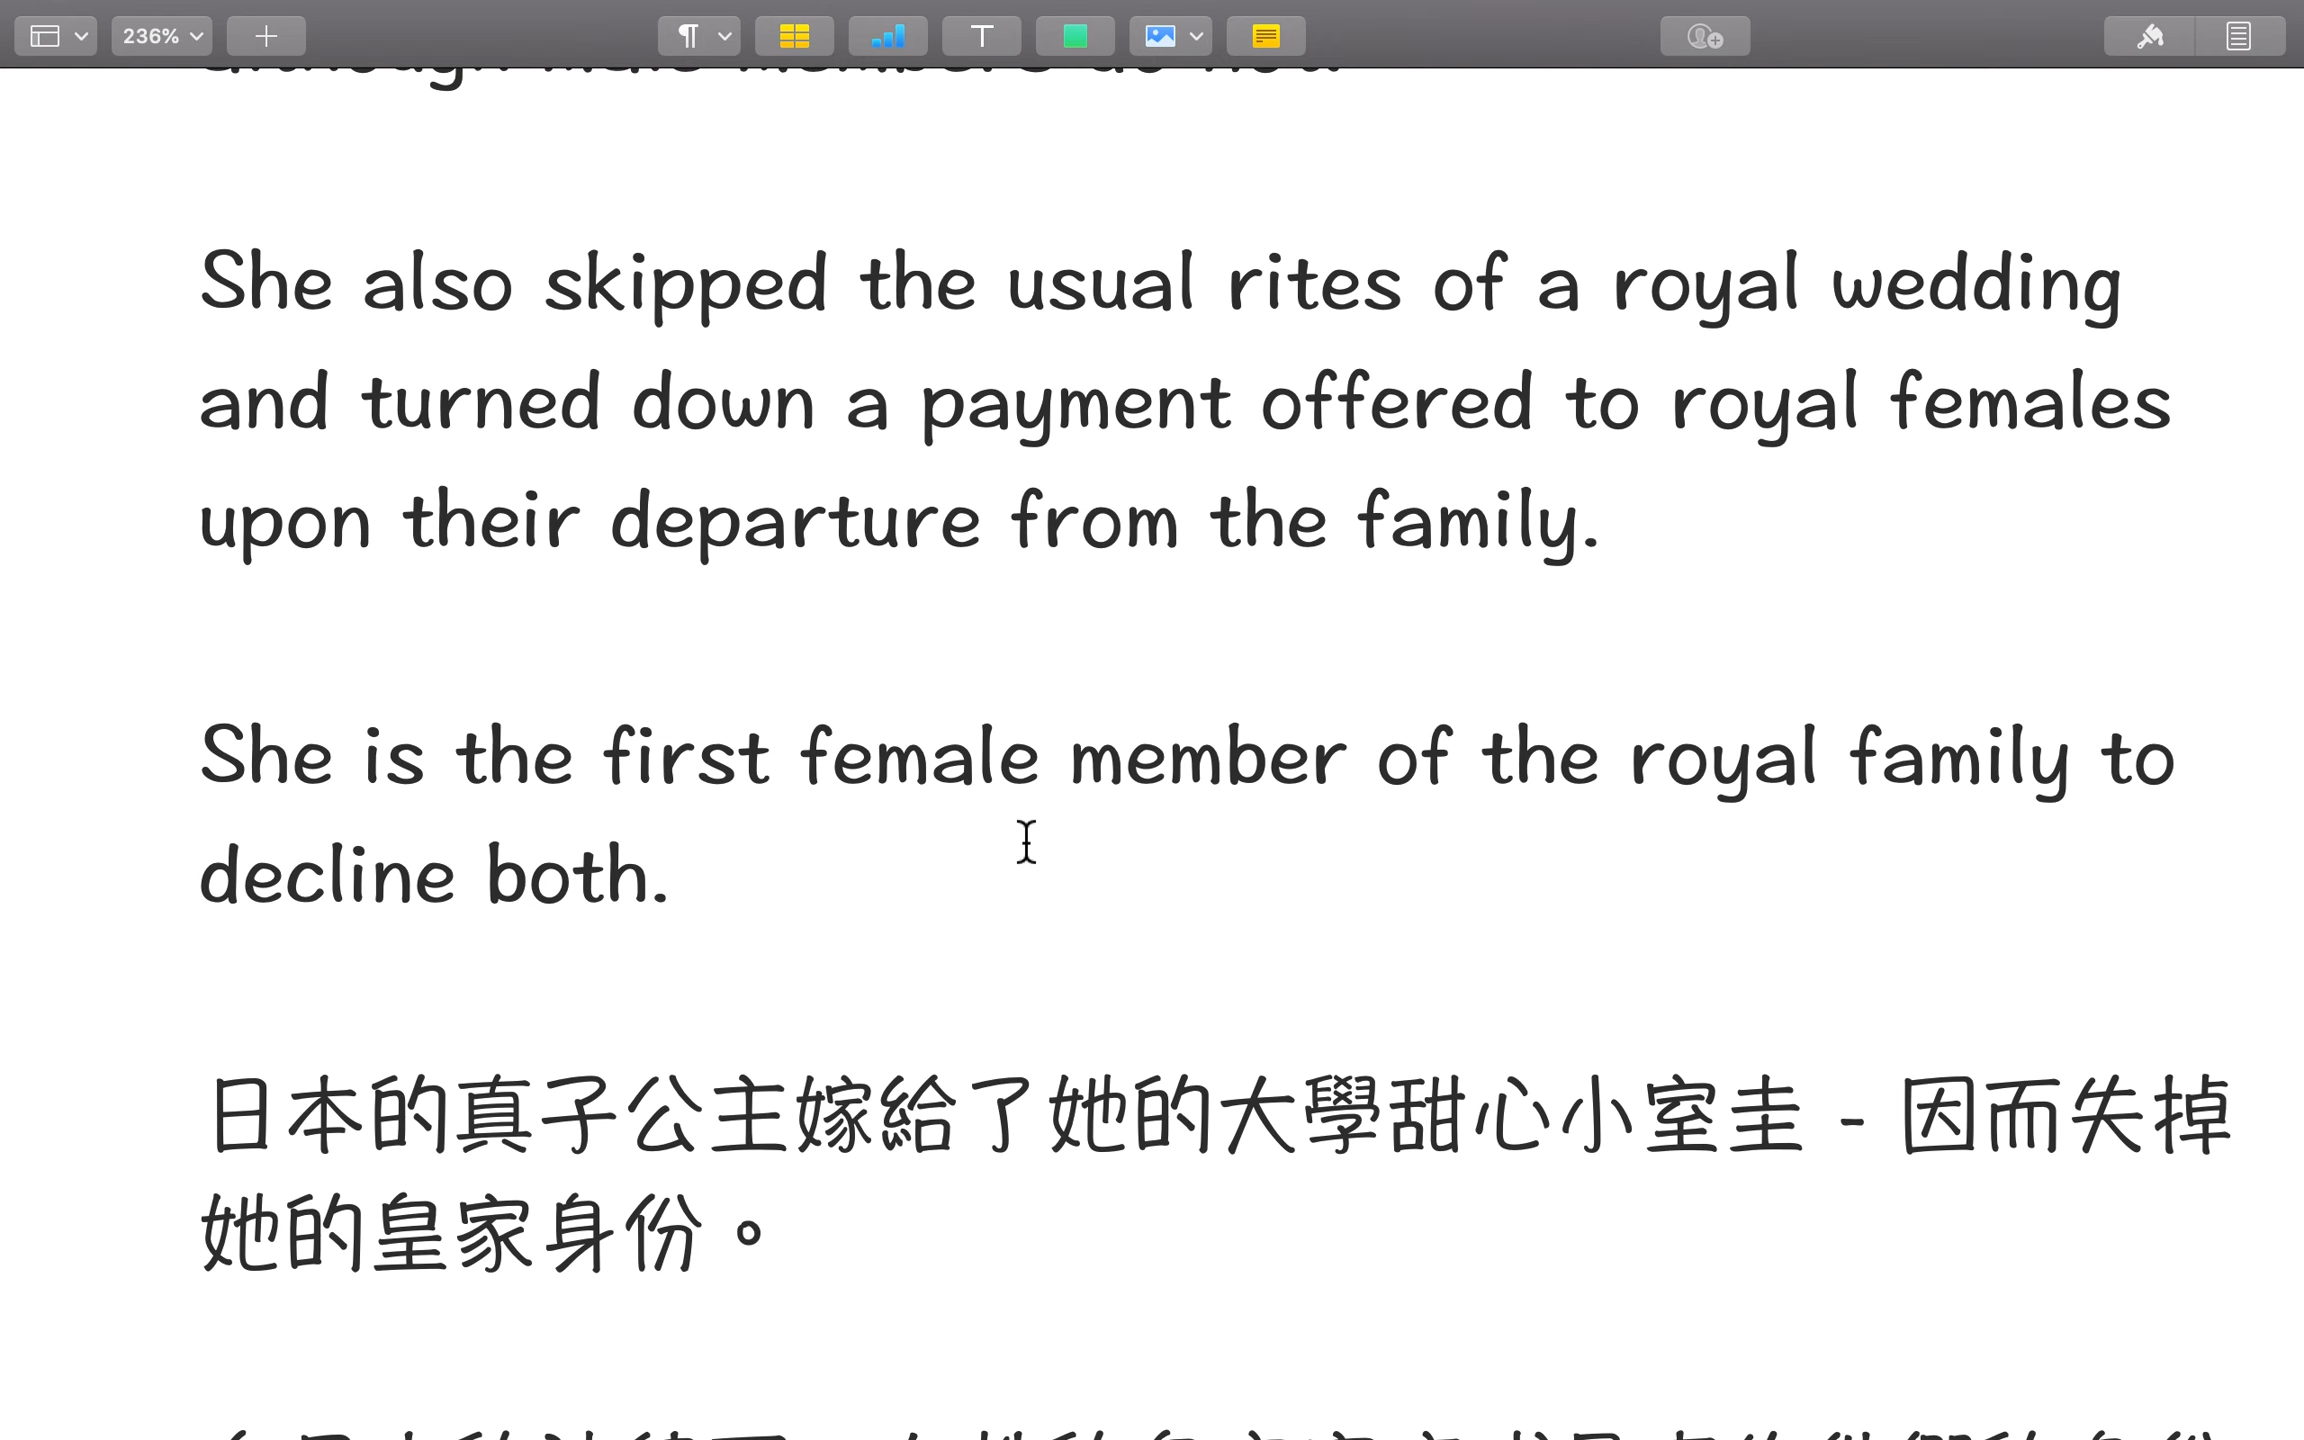 236%
She also skipped the usual rites of a royal wedding
and turned down a payment offered to royal females
upon their departure from the family.
She is the first female member of the royal family to
decline both.
日本的真子公主嫁給了她的大學甜心小室圭 - 因而失掉
她的皇家身份。